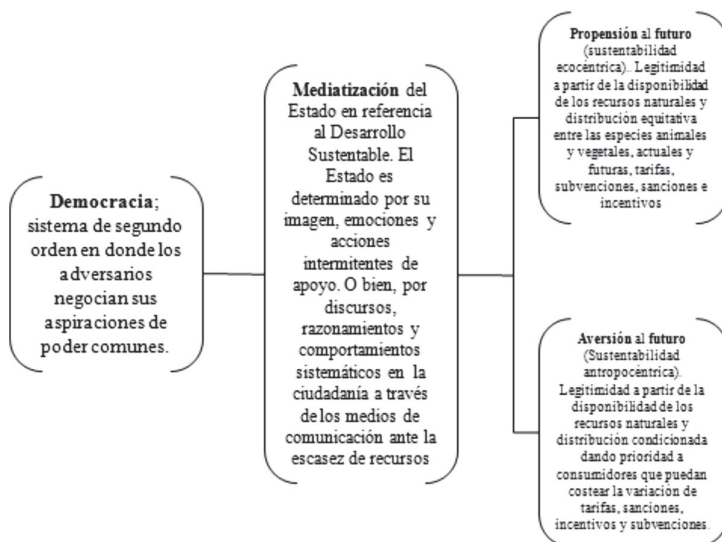 Democracia;
sistema de segundo
orden en donde los
adversarios
negocian sus
aspiraciones de
poder comunes.
Mediatización del
Estado en referencia
al Desarrollo
Sustentable. El
Estado es
determinado por su
imagen, emociones y
acciones
intermitentes de
apoyo. O bien, por
discursos,
razonamientos y
comportamientos
sistemáticos en la
ciudadanía a través
de los medios de
comunicación ante la
escasez de recursos
Propensión al futuro
(sustentabilidad
ecocéntrica).. Legitimidad
a partir de la disponibilidad
de los recursos naturales y
distribución equitativa
entre las especies animales
y vegetales, actuales y
futuras, tarifas,
subvenciones, sanciones e
incentivos
Aversión al futuro
(Sustentabilidad
antropocéntrica).
Legitimidad a partir de la
disponibilidad de los
recursos naturales y
distribución condicionada
dando prioridad a
consumidores que puedan
costear la variación de
tarifas, sanciones,
incentivos y subvenciones.